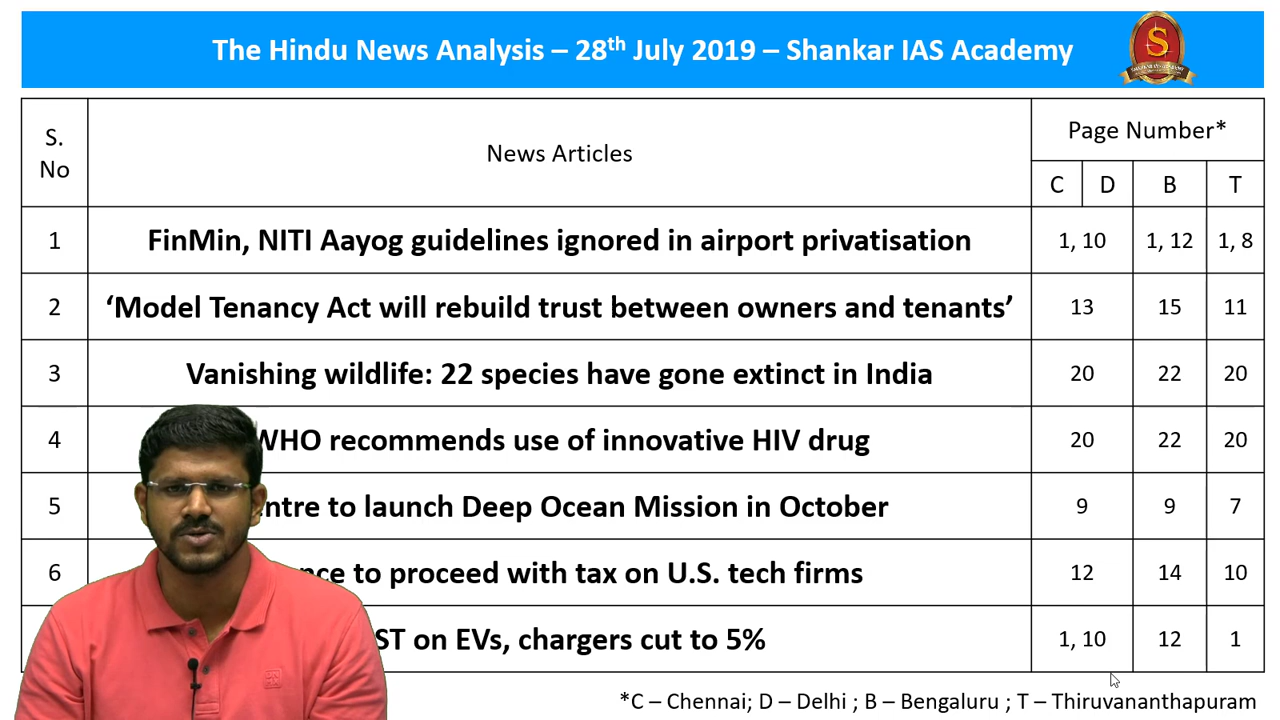 The Hindu News Analysis – 28th July 2019 – Shankar IAS Academy
S
S. No
News Articles
Page Number*
C D B T
1 FinMin, NITI Aayog guidelines ignored in airport privatisation 1, 10 1, 12 1, 8
2 ‘Model Tenancy Act will rebuild trust between owners and tenants’ 13 15 11
3 Vanishing wildlife: 22 species have gone extinct in India 20 22 20
4 WHO recommends use of innovative HIV drug 20 22 20
5 to launch Deep Ocean Mission in October 9 9 7
6 to proceed with tax on U.S. tech firms 12 14 10
on EVs, chargers cut to 5% 1, 10 12 1
*C – Chennai; D – Delhi ; B – Bengaluru ; T – Thiruvananthapuram